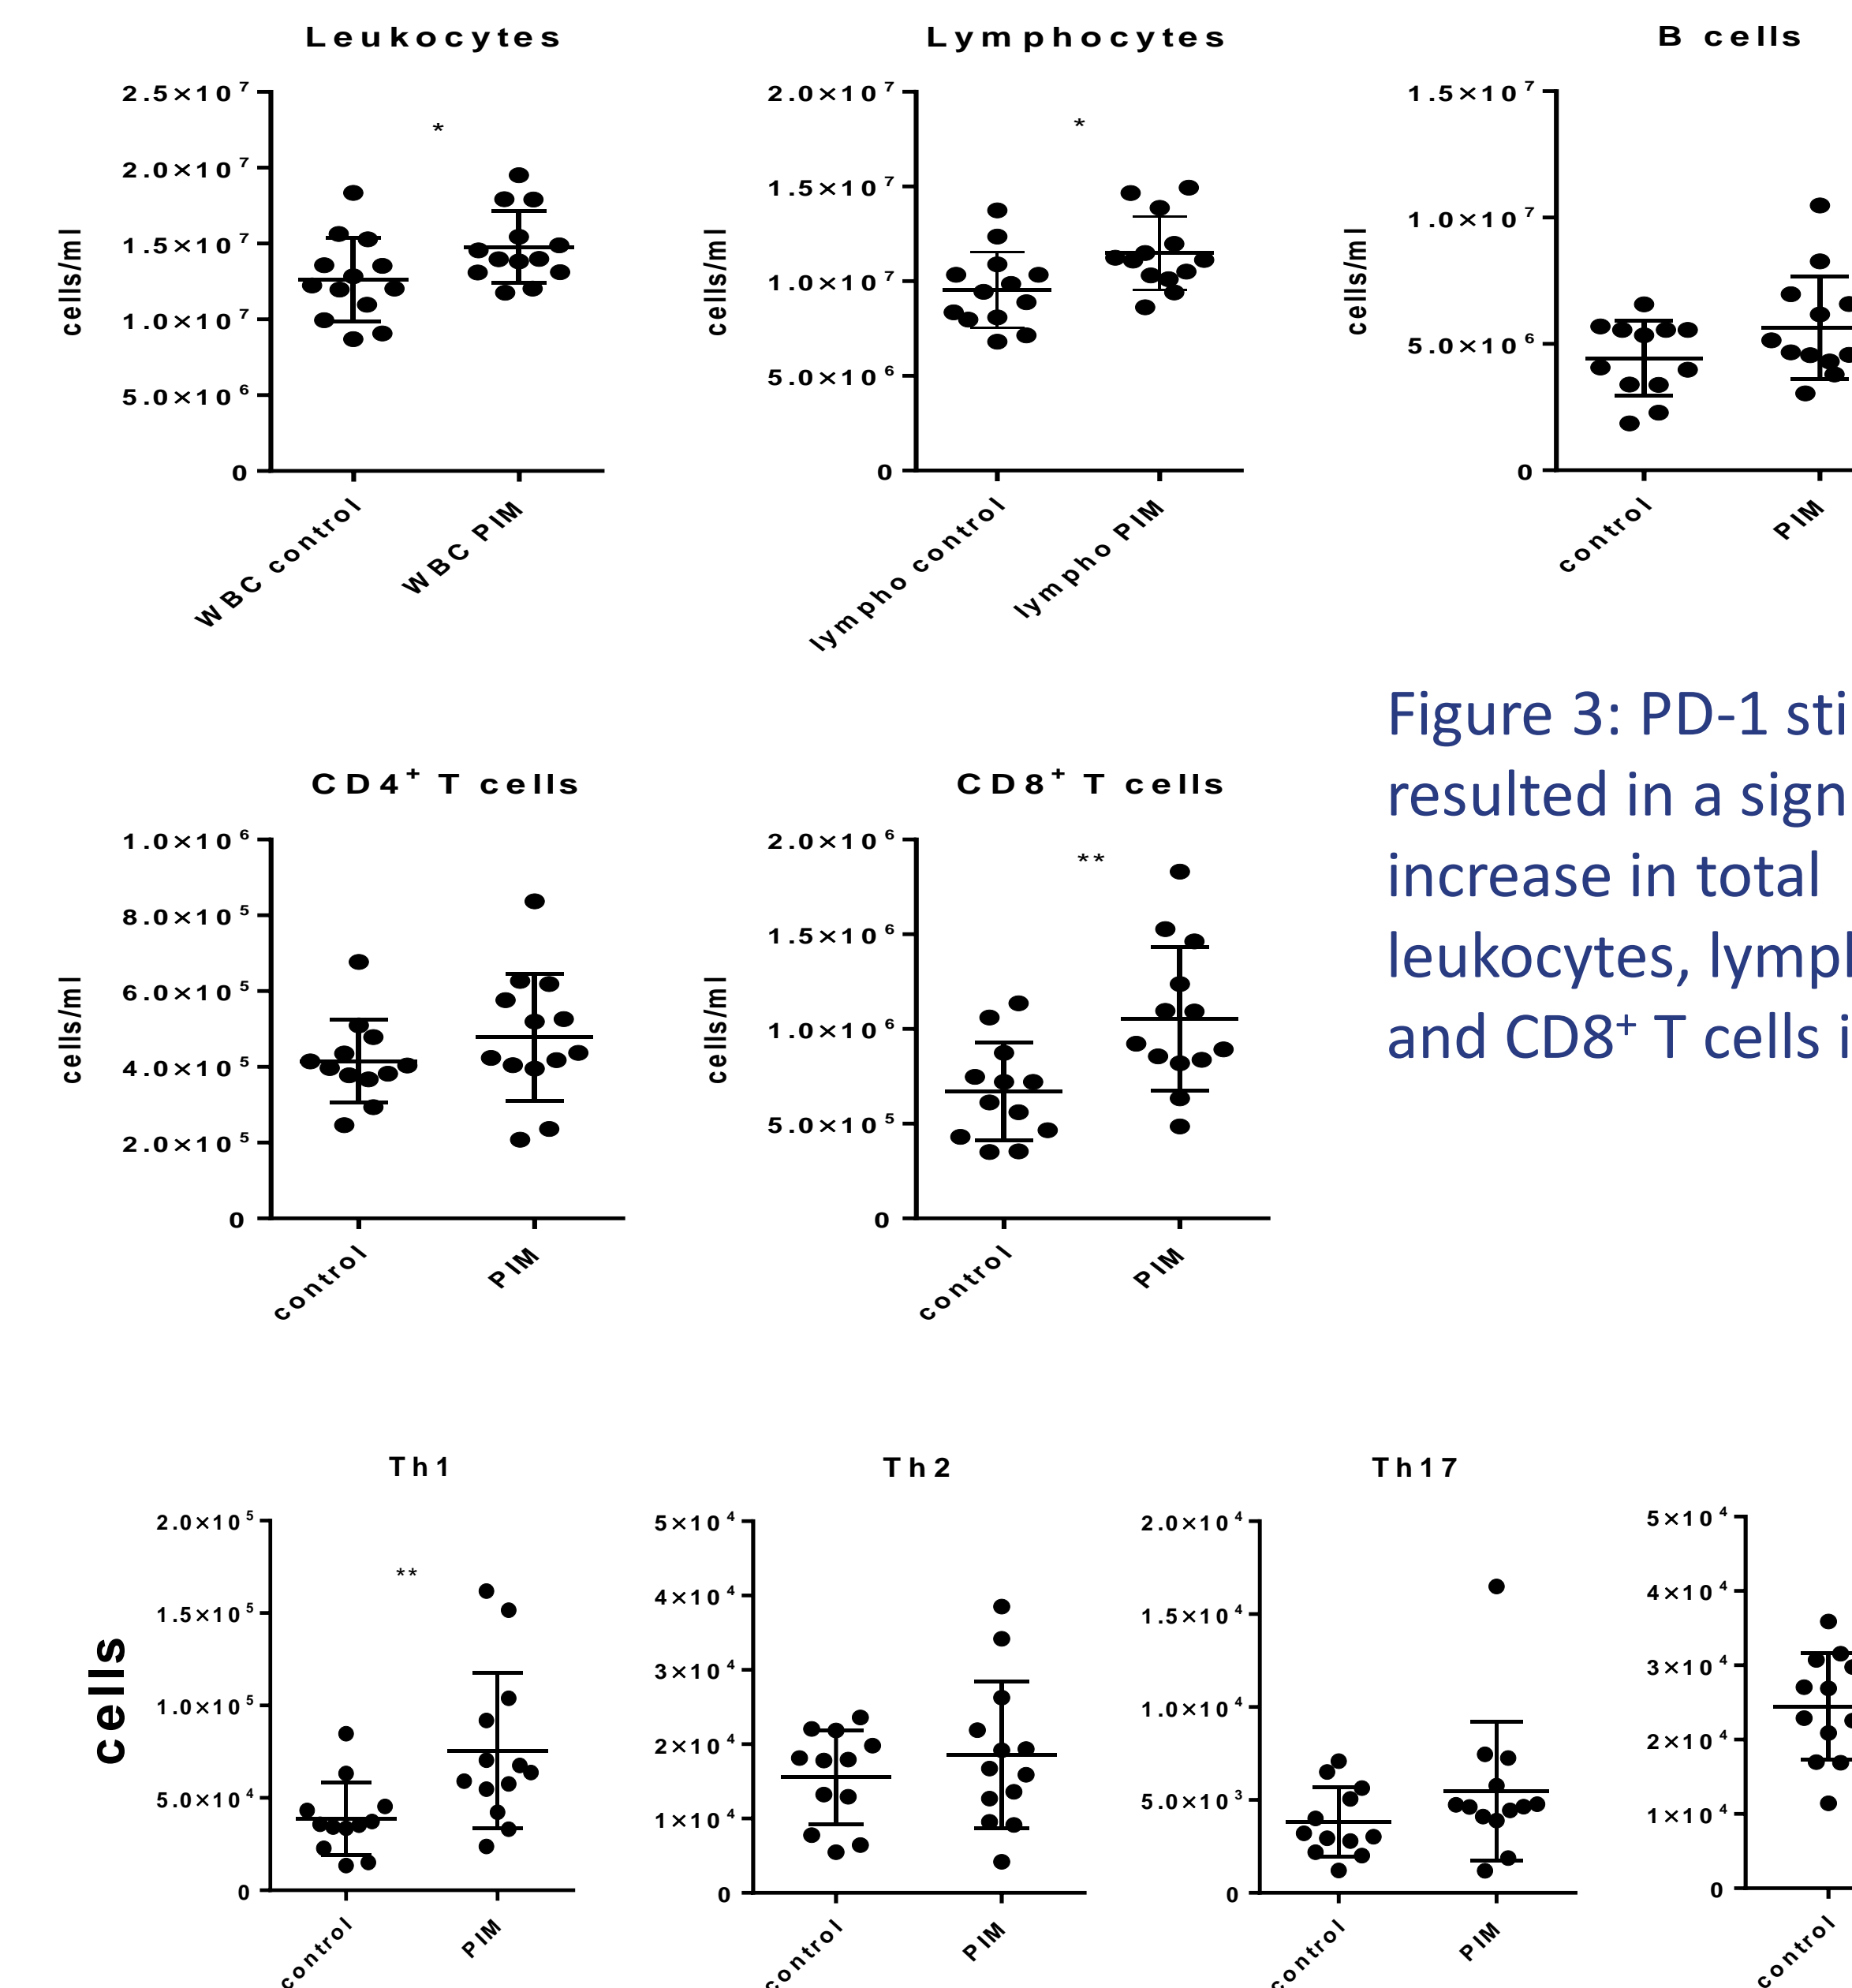 Leukocytes
2.5×10⁷
2.0×10⁷
1.5×10⁷
1.0×10⁷
5.0×10⁶
0
cells/ml
*
WBC control
WBC PIM
Lymphocytes
2.0×10⁷
1.5×10⁷
1.0×10⁷
5.0×10⁶
0
cells/ml
*
lympho control
lympho PIM
B cells
1.5×10⁷
1.0×10⁷
5.0×10⁶
0
cells/ml
control
PIM
Figure 3: PD-1 sti
resulted in a sign
increase in total
leukocytes, lymph
and CD8⁺ T cells i
CD4⁺ T cells
1.0×10⁶
8.0×10⁵
6.0×10⁵
4.0×10⁵
2.0×10⁵
0
cells/ml
control
PIM
CD8⁺ T cells
2.0×10⁶
1.5×10⁶
1.0×10⁶
5.0×10⁵
0
cells/ml
**
control
PIM
Th1
2.0×10⁵
1.5×10⁵
1.0×10⁵
5.0×10⁴
0
cells
**
control
PIM
Th2
5×10⁴
4×10⁴
3×10⁴
2×10⁴
1×10⁴
0
control
PIM
Th17
2.0×10⁴
1.5×10⁴
1.0×10⁴
5.0×10³
0
control
PIM
5×10⁴
4×10⁴
3×10⁴
2×10⁴
1×10⁴
0
control